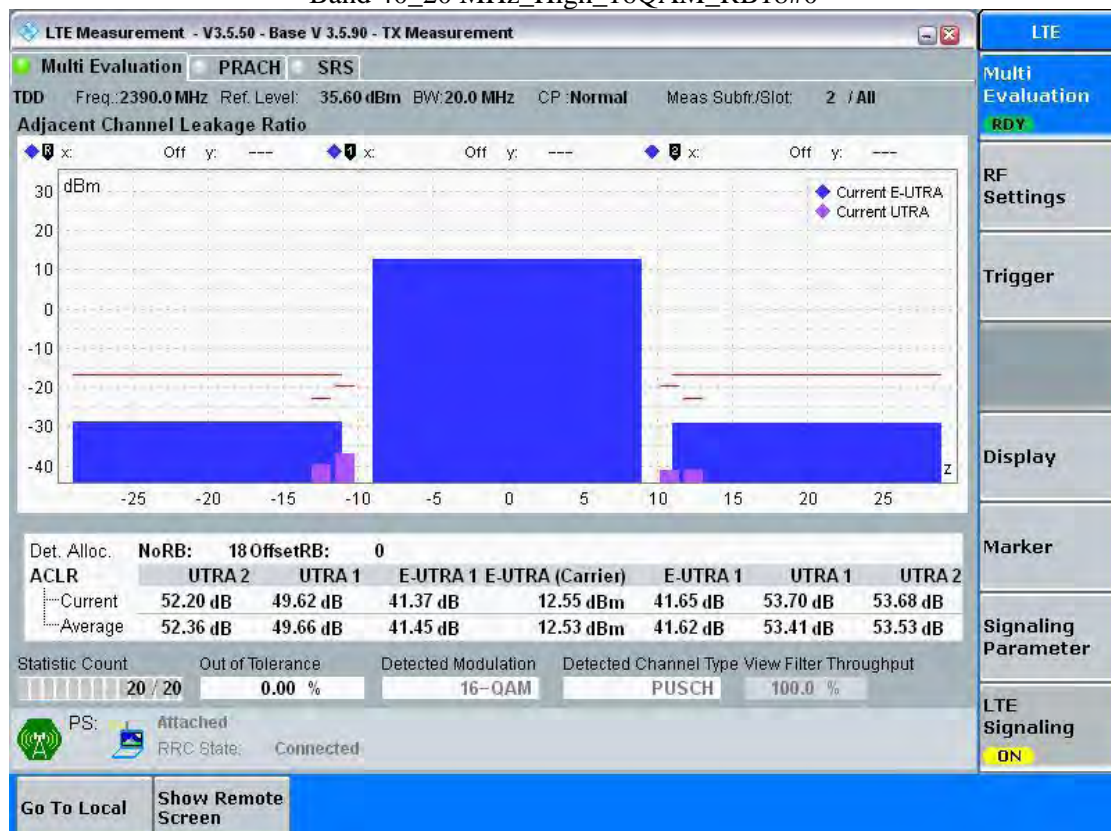 LTE Measurement - V3.5.50 - Base V 3.5.90 - TX Measurement
LTE
Multi Evaluation PRACH SRS
Multi Evaluation
RDY
TDD Freq.:2390.0 MHz Ref. Level: 35.60 dBm BW:20.0 MHz CP :Normal Meas Subfr./Slot: 2 / All
Adjacent Channel Leakage Ratio
R x: Off y: --- 1 x: Off y: --- 2 x: Off y: ---
dBm
Current E-UTRA
Current UTRA
30
20
10
0
-10
-20
-30
-40
z
-25 -20 -15 -10 -5 0 5 10 15 20 25
RF Settings
Trigger
Display
Marker
Signaling Parameter
LTE Signaling
ON
Det. Alloc. NoRB: 18 OffsetRB: 0
ACLR UTRA 2 UTRA 1 E-UTRA 1 E-UTRA (Carrier) E-UTRA 1 UTRA 1 UTRA 2
Current 52.20 dB 49.62 dB 41.37 dB 12.55 dBm 41.65 dB 53.70 dB 53.68 dB
Average 52.36 dB 49.66 dB 41.45 dB 12.53 dBm 41.62 dB 53.41 dB 53.53 dB
Statistic Count Out of Tolerance Detected Modulation Detected Channel Type View Filter Throughput
20 / 20 0.00 % 16-QAM PUSCH 100.0 %
PS: Attached
RRC State: Connected
Go To Local
Show Remote Screen